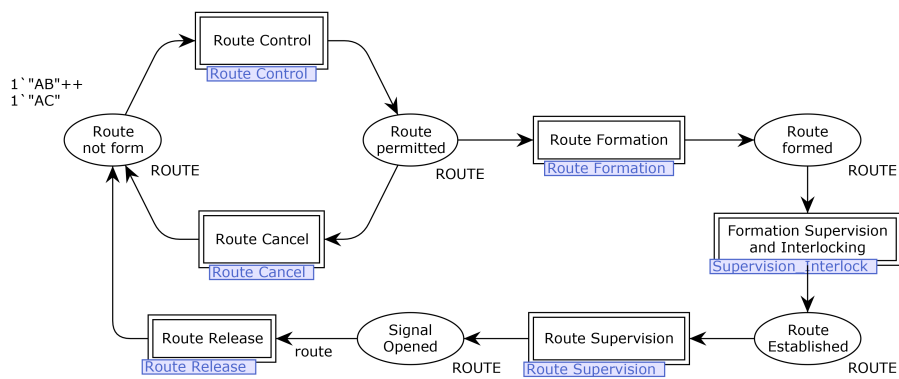 Route Control
Route Control
1`"AB"++
1`"AC"
Route
not form
ROUTE
Route
permitted
ROUTE
Route Formation
Route Formation
Route
formed
ROUTE
Route Cancel
Route Cancel
Formation Supervision
and Interlocking
Supervision_Interlock
Route Release
Route Release
route
Signal
Opened
ROUTE
Route Supervision
Route Supervision
Route
Established
ROUTE